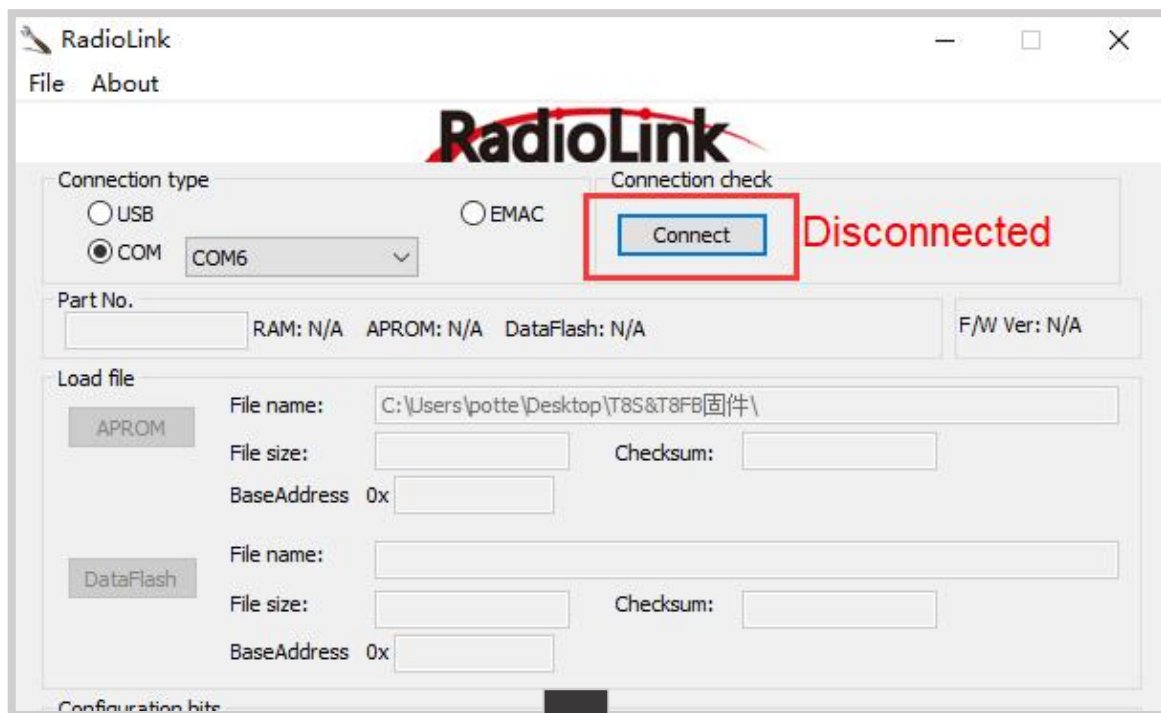 RadioLink
File About
RadioLink
Connection type
Connection check
USB
EMAC
Connect
Disconnected
COM
COM6
Part No.
RAM: N/A APROM: N/A DataFlash: N/A
F/W Ver: N/A
Load file
APROM
File name: C:\Users\potte\Desktop\T8S&T8FB固件\
File size: Checksum:
BaseAddress 0x
DataFlash
File name:
File size: Checksum:
BaseAddress 0x
Configuration bits